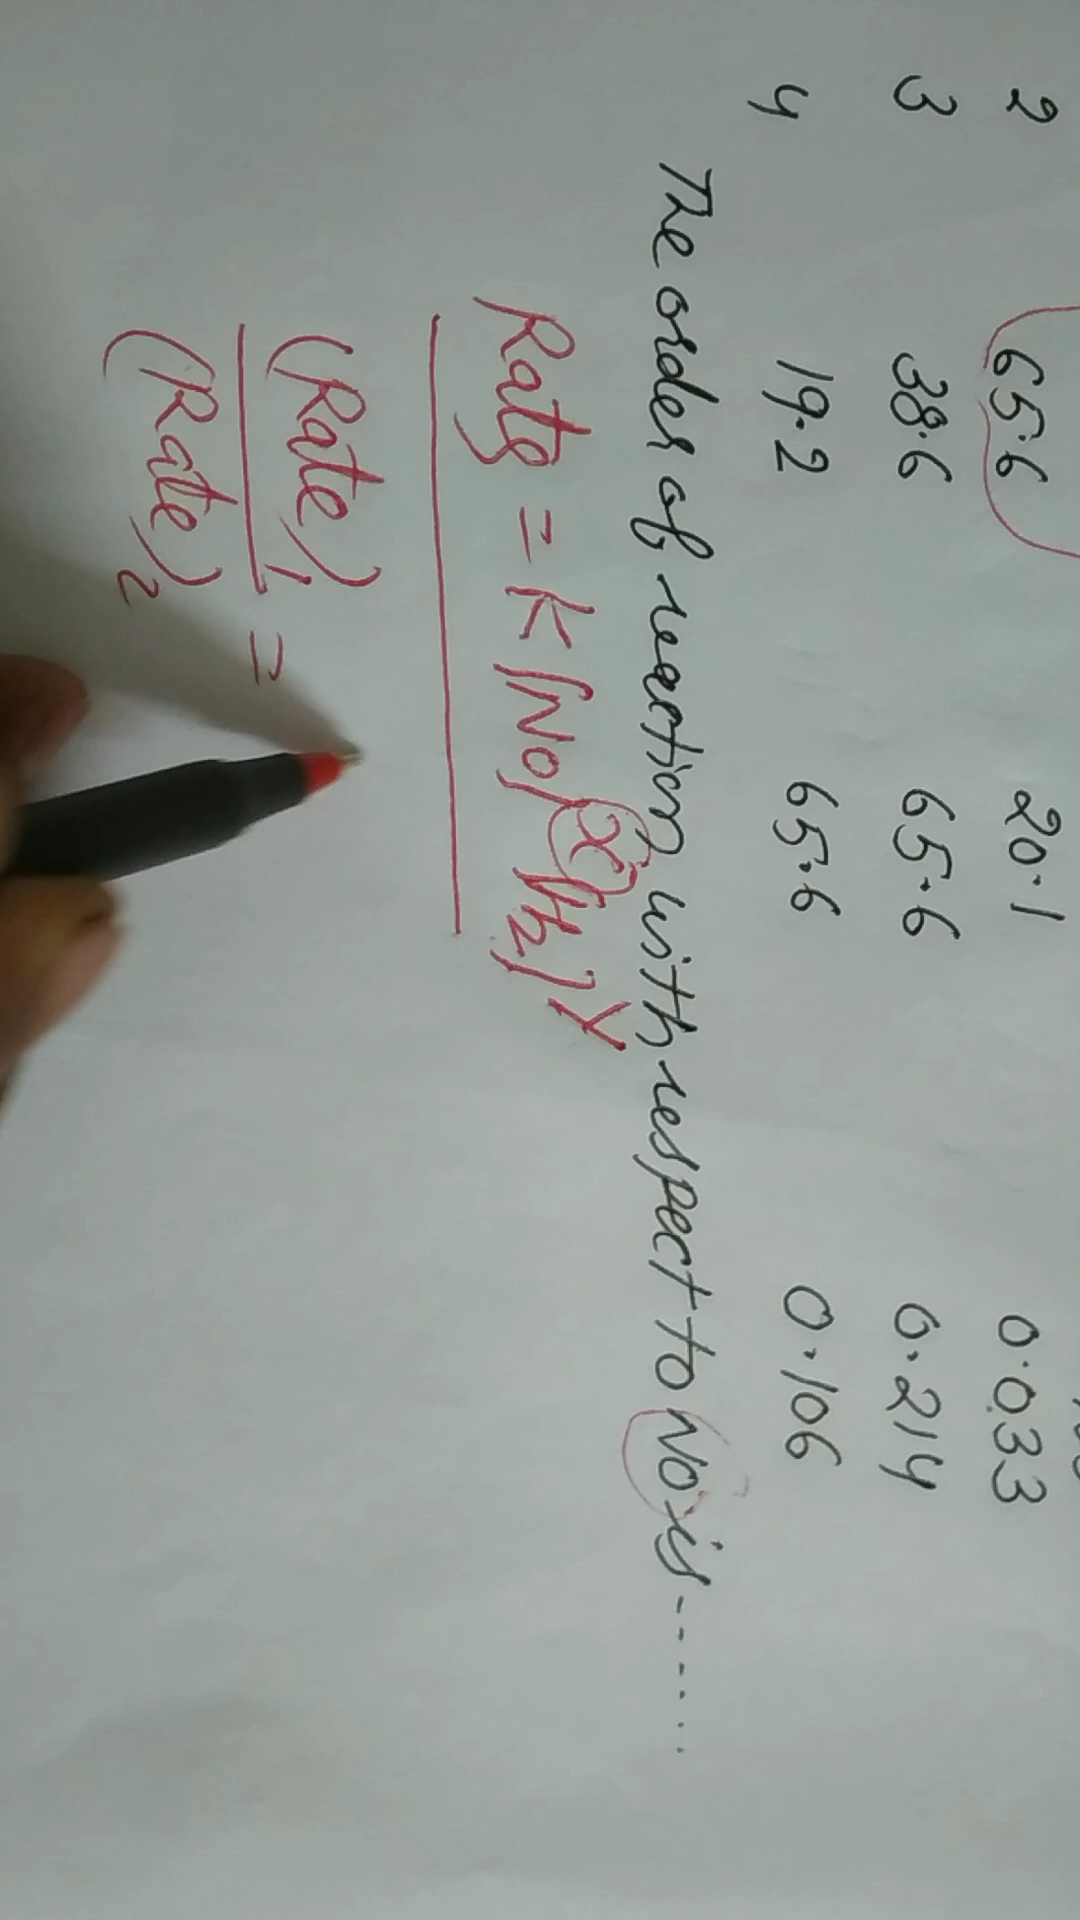 2 65.6 20.1 0.033
3 38.6 65.6 0.214
4 19.2 65.6 0.106
The order of reaction with respect to NO is ......
Rate = K [NO]x [H2]y
(Rate)1
=
(Rate)2